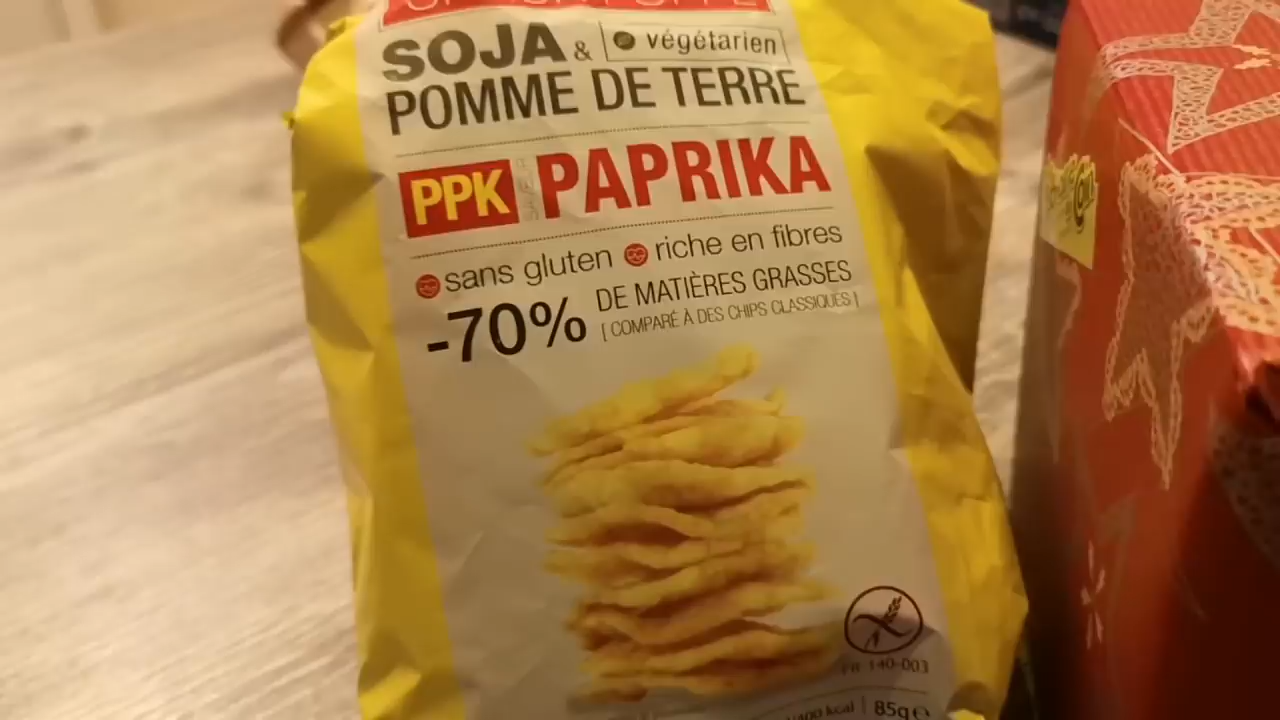 SOJA & végétarien
POMME DE TERRE
PPK PAPRIKA
sans gluten riche en fibres
-70% DE MATIÈRES GRASSES
[ COMPARÉ À DES CHIPS CLASSIQUES ]
FR 140-003
kcal | 85g e